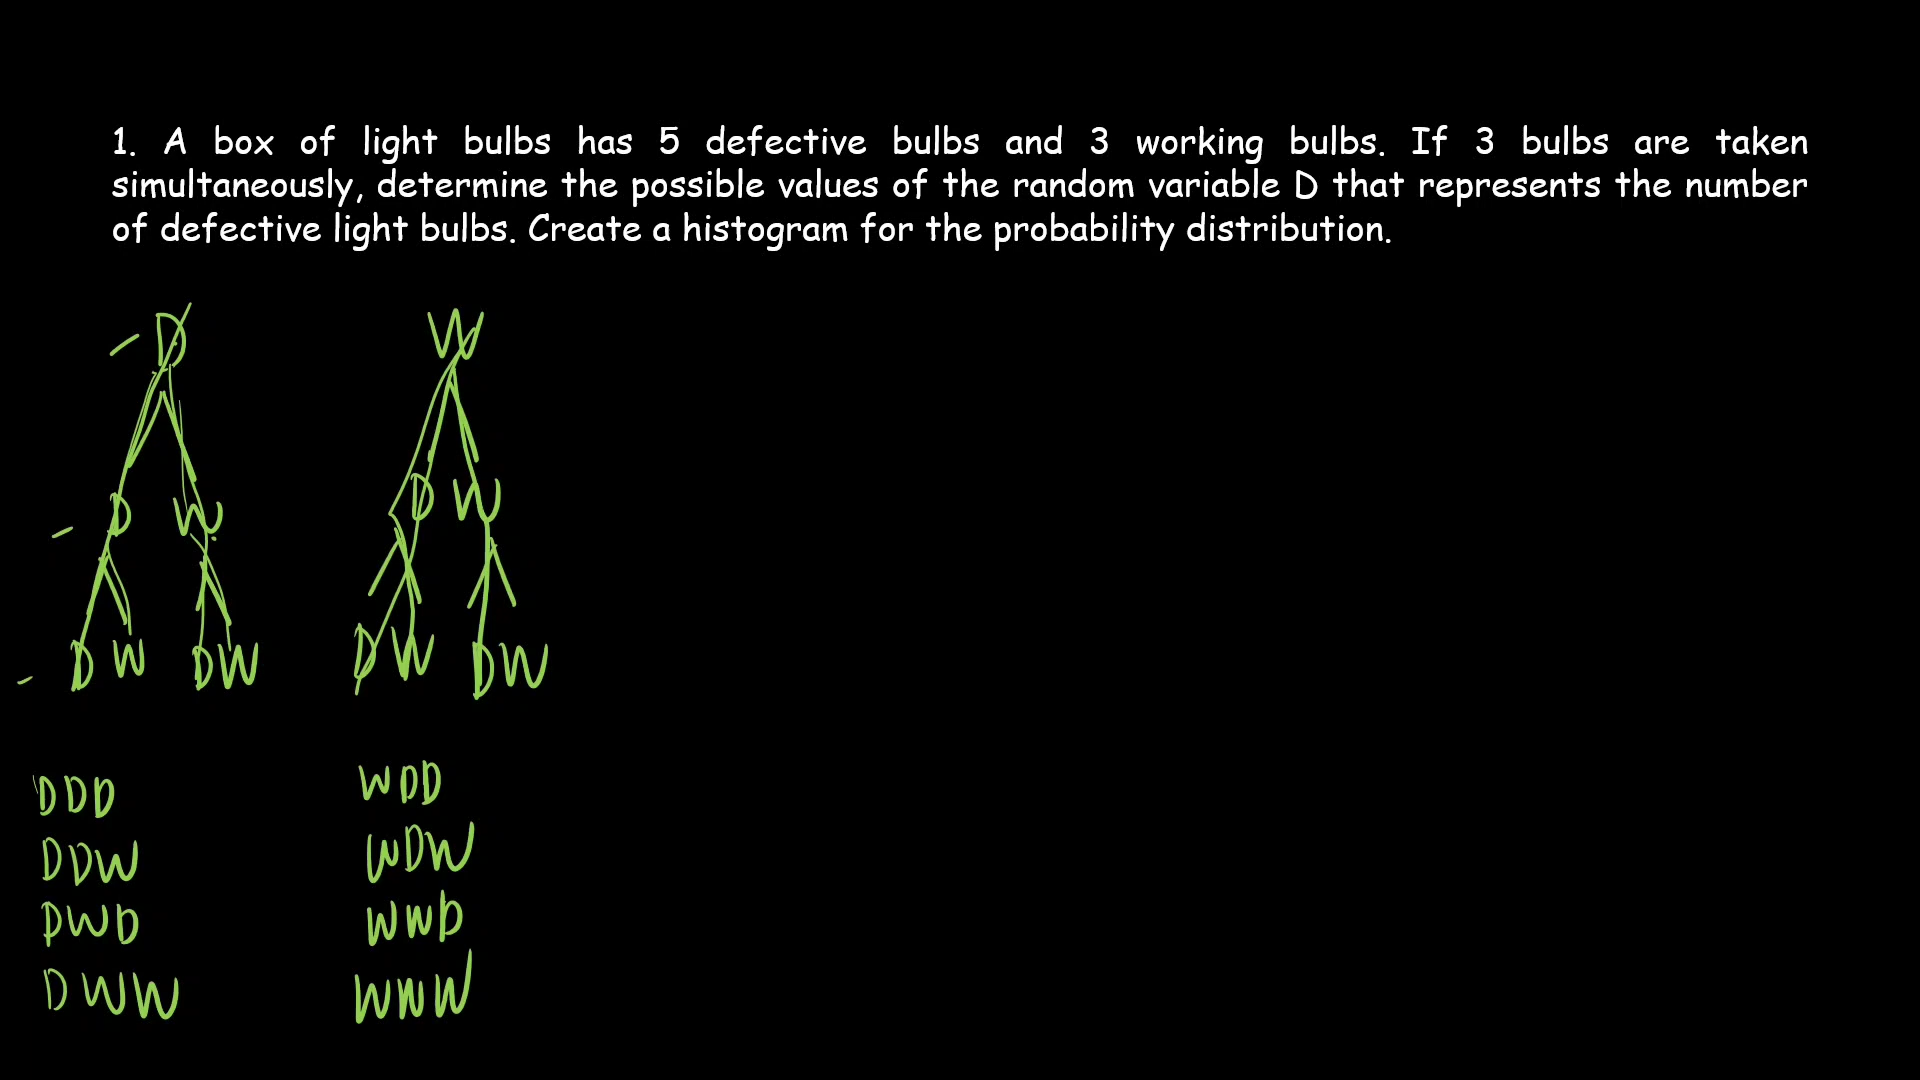 1. A box of light bulbs has 5 defective bulbs and 3 working bulbs. If 3 bulbs are taken
simultaneously, determine the possible values of the random variable D that represents the number
of defective light bulbs. Create a histogram for the probability distribution.
D W
D W D W
D W D W D W D W
DDD WDD
DDW WDW
DWD WWD
DWW WWW